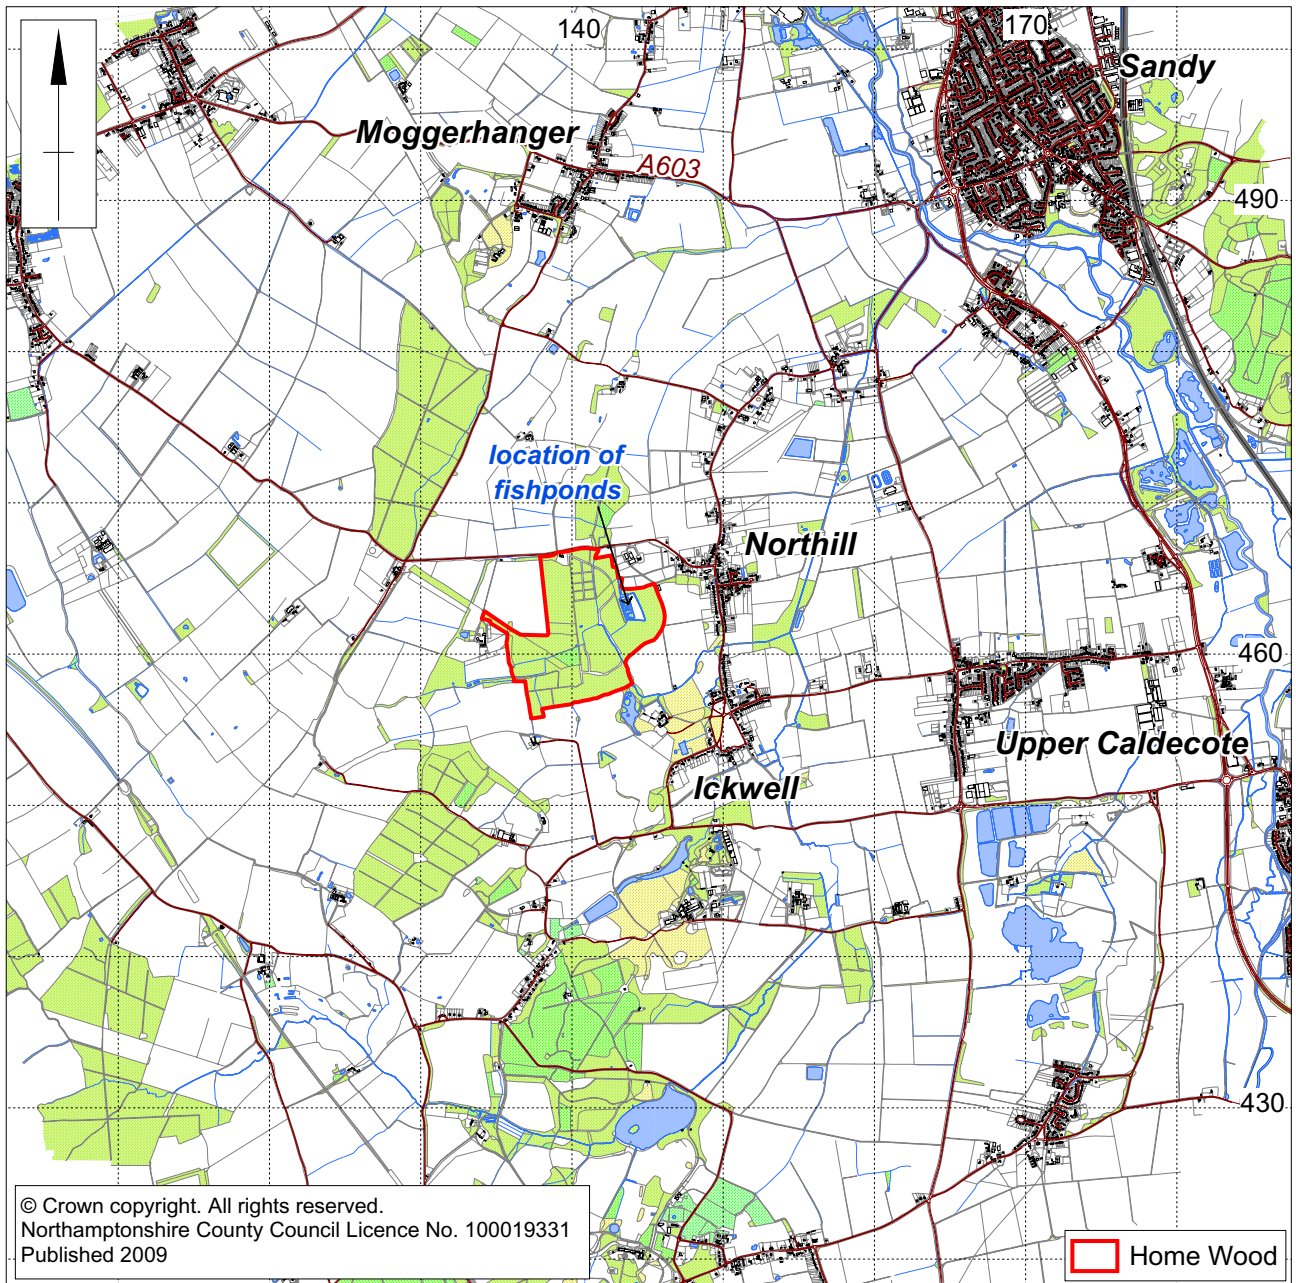 140
170
Sandy
Moggerhanger
A603
490
location of
fishponds
Northill
460
Upper Caldecote
Ickwell
430
© Crown copyright. All rights reserved.
Northamptonshire County Council Licence No. 100019331
Published 2009
Home Wood